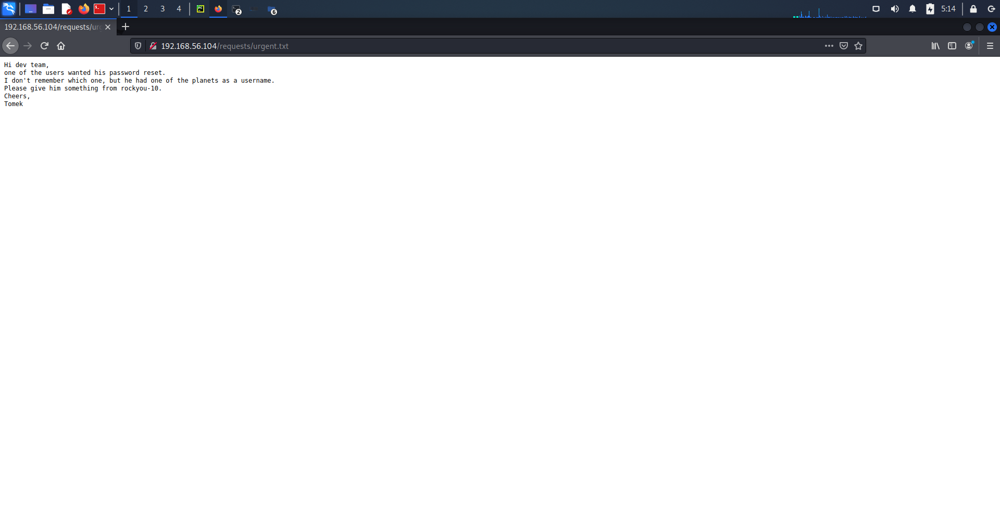 1 2 3 4 2 6 5:14
192.168.56.104/requests/ur
192.168.56.104/requests/urgent.txt
Hi dev team,
one of the users wanted his password reset.
I don't remember which one, but he had one of the planets as a username.
Please give him something from rockyou-10.
Cheers,
Tomek